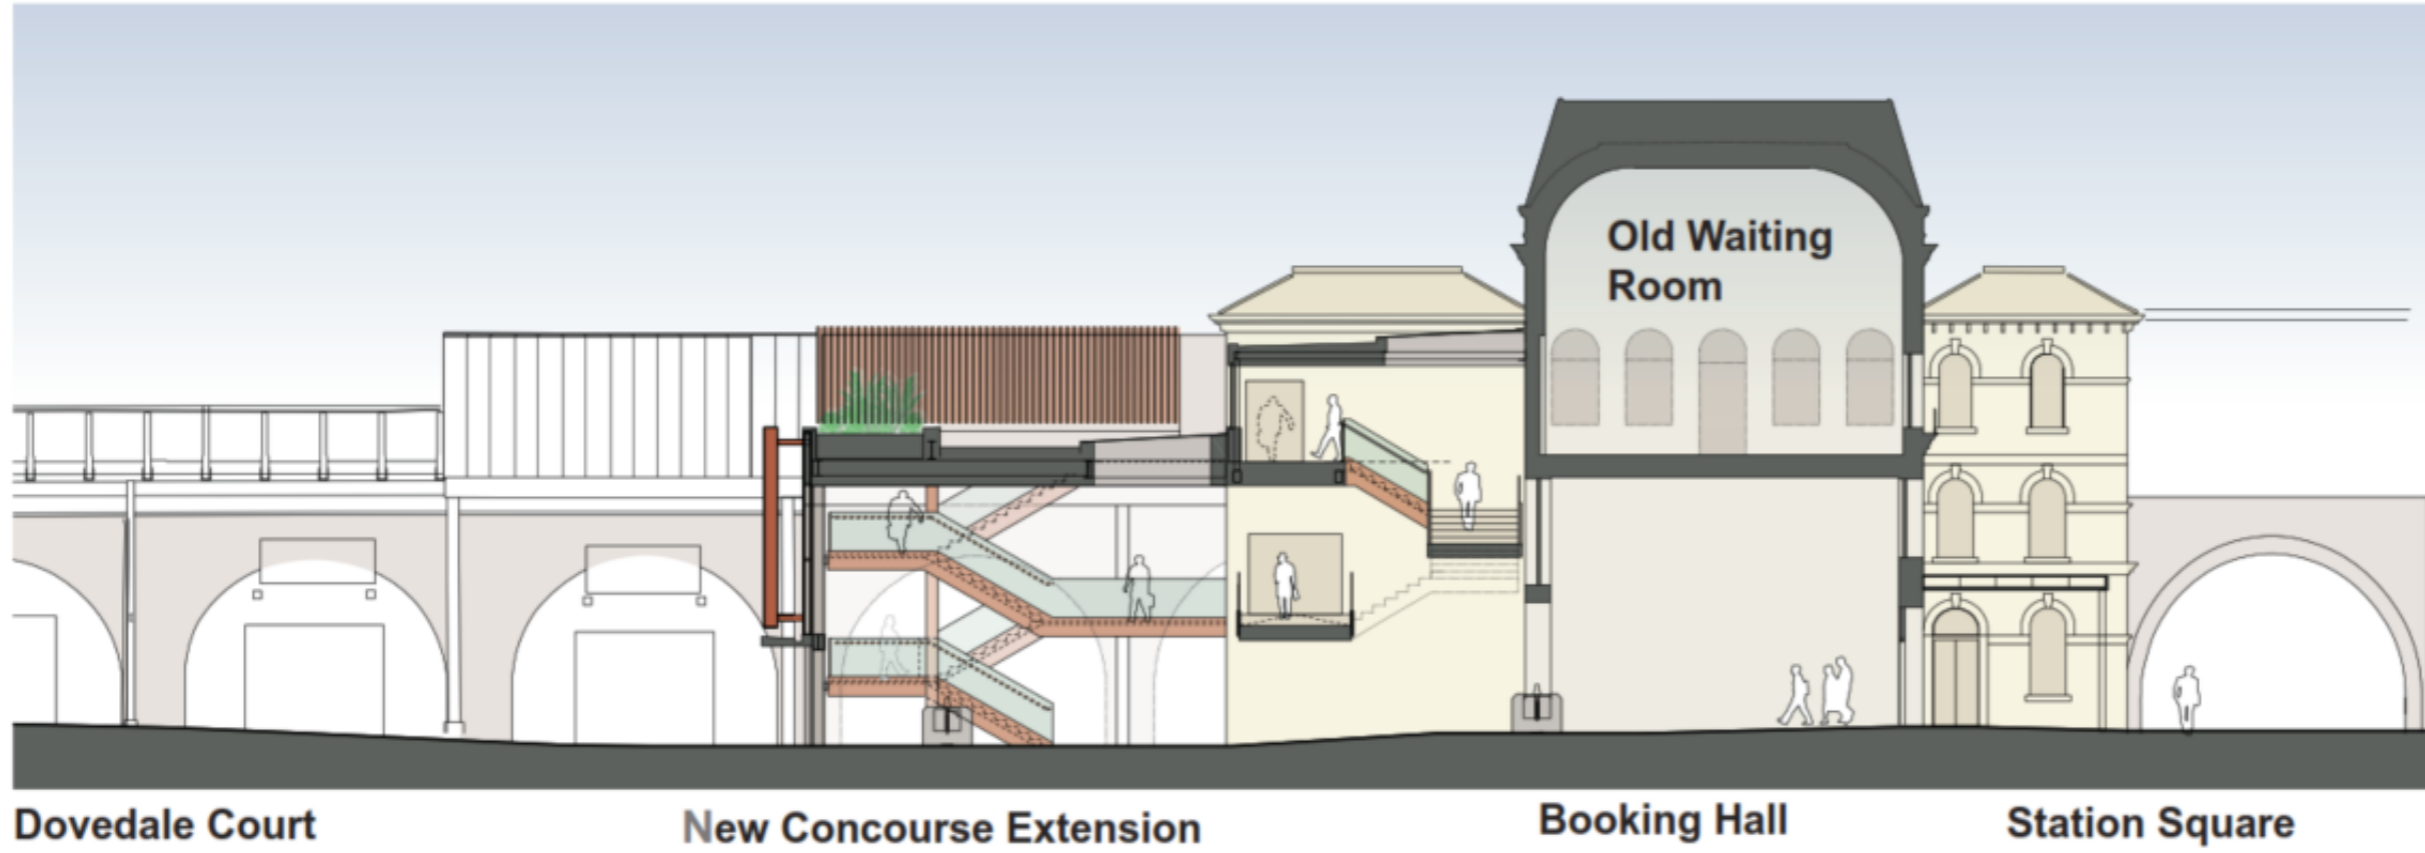 Old Waiting
Room
Dovedale Court
New Concourse Extension
Booking Hall
Station Square